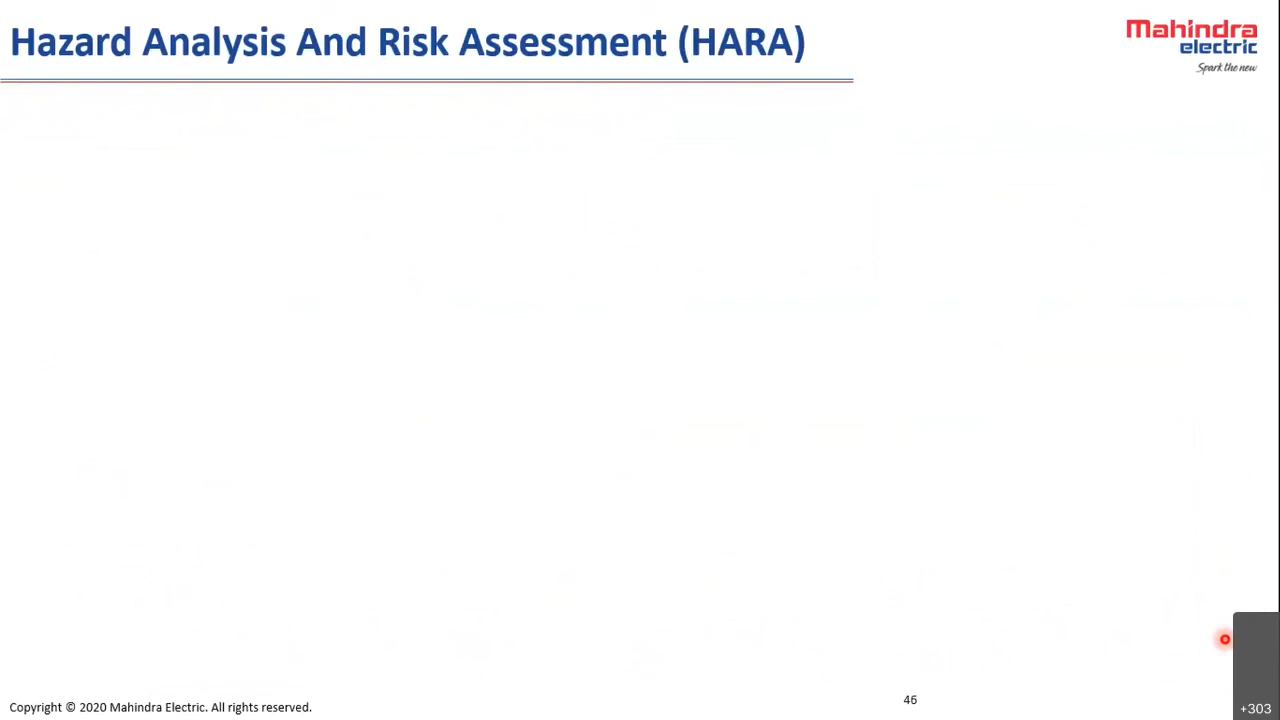 Hazard Analysis And Risk Assessment (HARA)
Mahindra
electric
Spark the new
Copyright © 2020 Mahindra Electric. All rights reserved.
46
+303